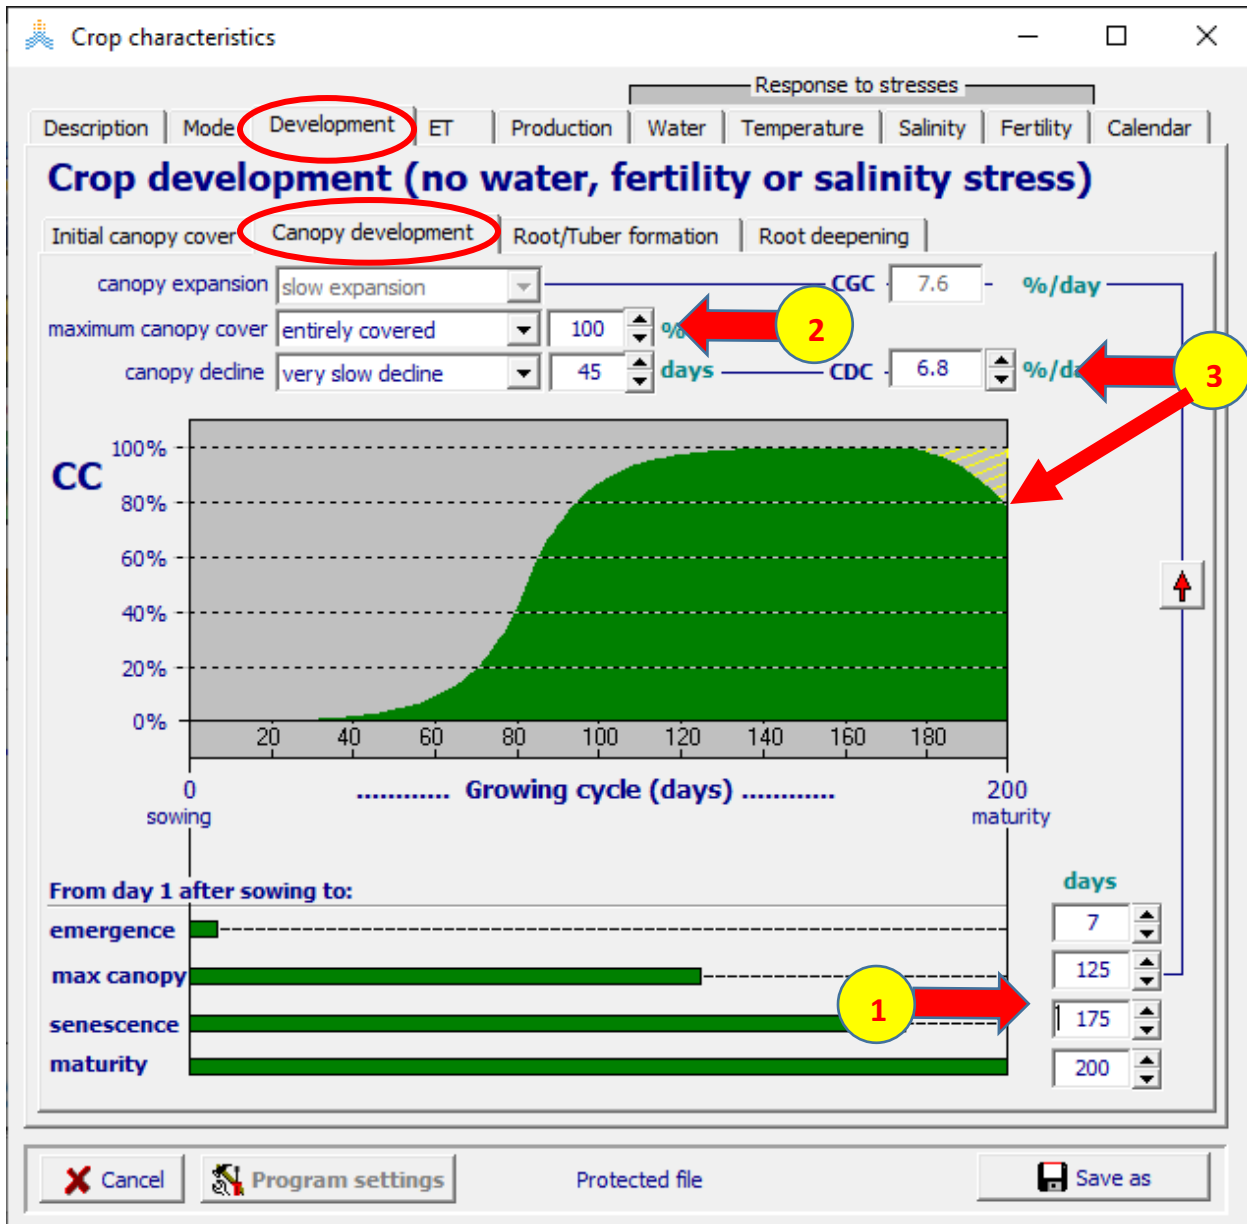 Crop characteristics
Response to stresses
Description Mode Development ET Production Water Temperature Salinity Fertility Calendar
Crop development (no water, fertility or salinity stress)
Initial canopy cover Canopy development Root/Tuber formation Root deepening
canopy expansion slow expansion CGC 7.6 %/day
maximum canopy cover entirely covered 100 % 2
canopy decline very slow decline 45 days CDC 6.8 %/da 3
CC
100%
80%
60%
40%
20%
0%
20 40 60 80 100 120 140 160 180
0 ............ Growing cycle (days) ............ 200
sowing maturity
From day 1 after sowing to: days
emergence 7
max canopy 125
1
senescence 175
maturity 200
Cancel Program settings Protected file Save as